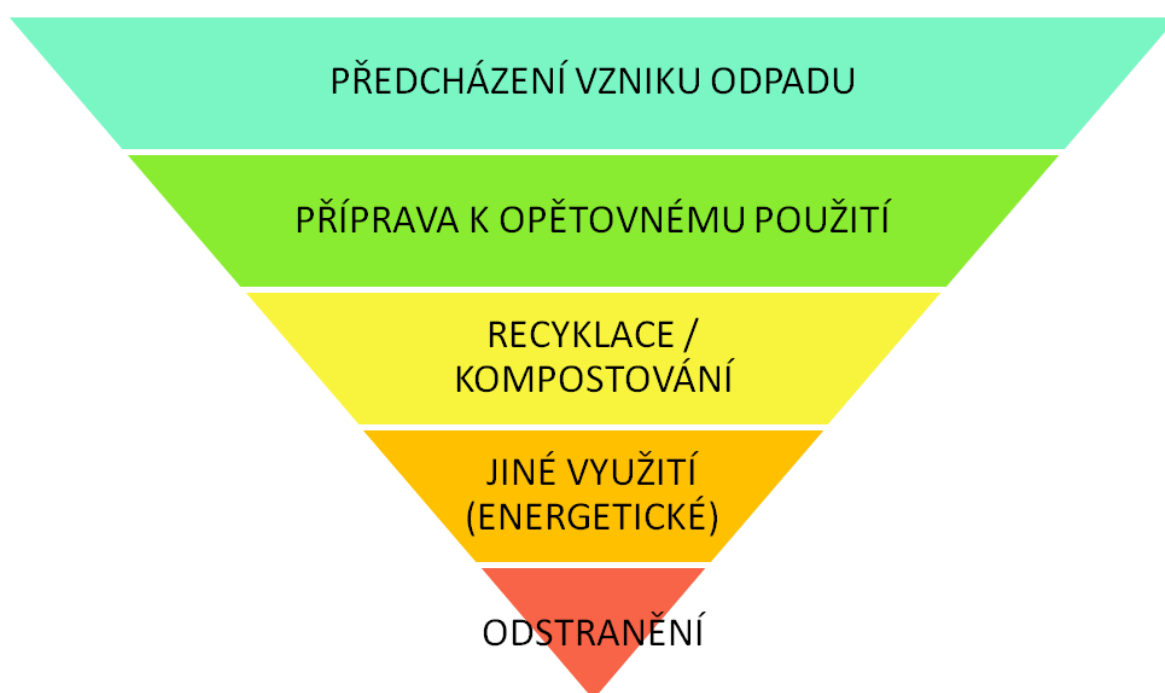 PŘEDCHÁZENÍ VZNIKU ODPADU
PŘÍPRAVA K OPĚTOVNÉMU POUŽITÍ
RECYKLACE /
KOMPOSTOVÁNÍ
JINÉ VYUŽITÍ
(ENERGETICKÉ)
ODSTRANĚNÍ